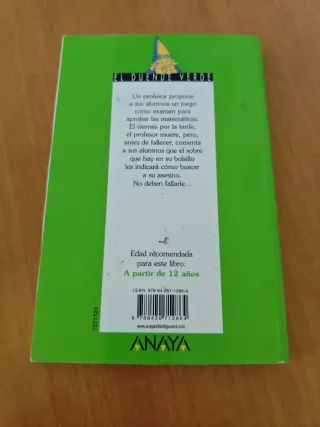 EL DUENDE VERDE
Un profesor propone
a sus alumnos un juego
como examen para
aprobar las matemáticas.
El viernes por la tarde,
el profesor muere, pero,
antes de fallecer, comenta
a sus alumnos que el sobre
que hay en su bolsillo
les indicará cómo buscar
a su asesino.
No deben fallarle...
Edad recomendada
para este libro:
A partir de 12 años
1571123
ANAYA